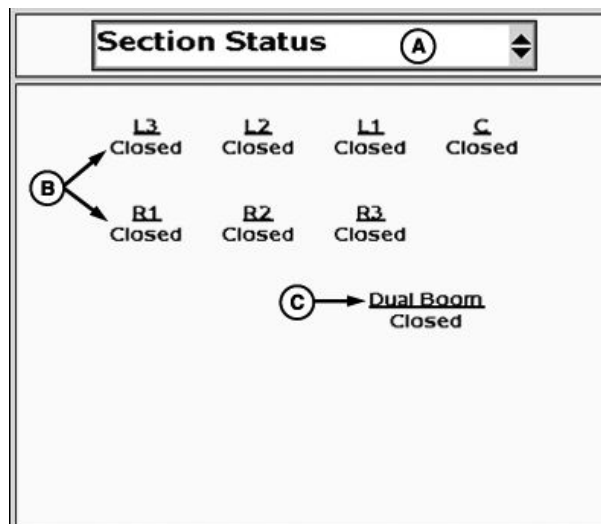 Section Status A
L3 L2 L1 C
Closed Closed Closed Closed
B
R1 R2 R3
Closed Closed Closed
C Dual Boom
Closed